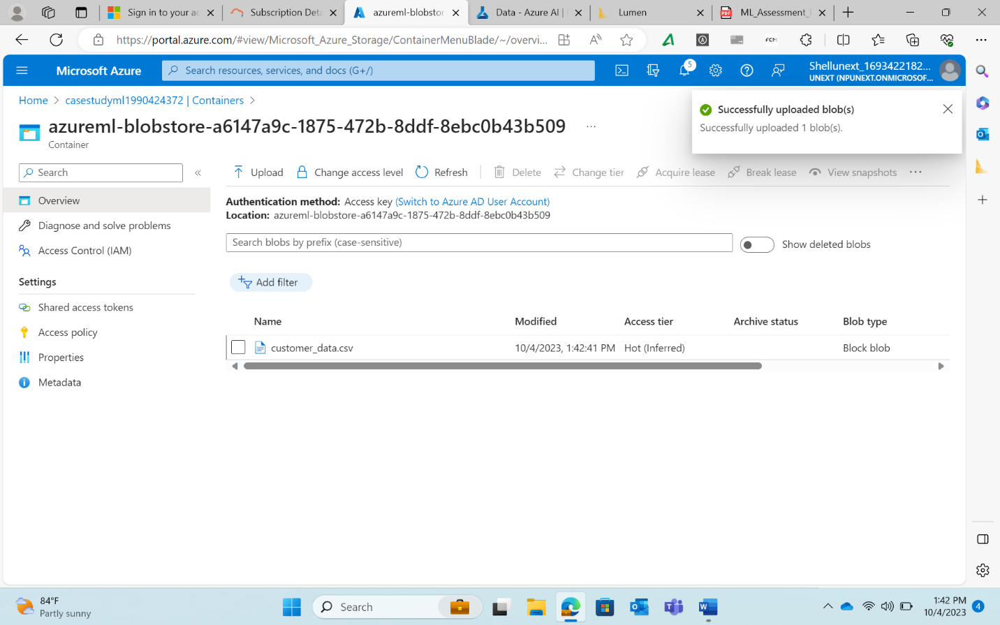 Sign in to your ac
Subscription Deta
azureml-blobstor
Data - Azure AI |
Lumen
PDF
ML_Assessment_
https://portal.azure.com/#view/Microsoft_Azure_Storage/ContainerMenuBlade/~/overvi...
FCM
Microsoft Azure
Search resources, services, and docs (G+/)
5
Shellunext_1693422182...
UNEXT (NPUNEXT.ONMICROSOF...
Home > casestudyml1990424372 | Containers >
azureml-blobstore-a6147a9c-1875-472b-8ddf-8ebc0b43b509 ...
Container
Successfully uploaded blob(s)
Successfully uploaded 1 blob(s).
Search
Overview
Diagnose and solve problems
Access Control (IAM)
Settings
Shared access tokens
Access policy
Properties
Metadata
Upload Change access level Refresh Delete Change tier Acquire lease Break lease View snapshots ...
Authentication method: Access key (Switch to Azure AD User Account)
Location: azureml-blobstore-a6147a9c-1875-472b-8ddf-8ebc0b43b509
Search blobs by prefix (case-sensitive)
Show deleted blobs
Add filter
Name Modified Access tier Archive status Blob type
customer_data.csv 10/4/2023, 1:42:41 PM Hot (Inferred) Block blob
84°F
Partly sunny
Search
1:42 PM
10/4/2023
4